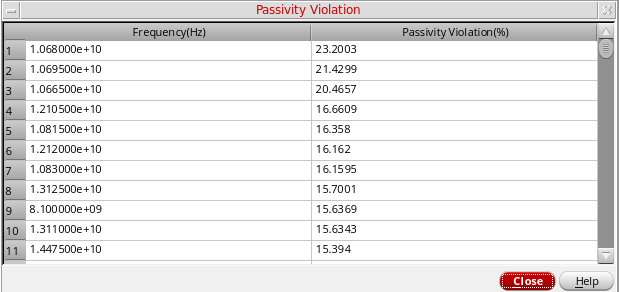 Passivity Violation
Frequency(Hz) Passivity Violation(%)
1 1.068000e+10 23.2003
2 1.069500e+10 21.4299
3 1.066500e+10 20.4657
4 1.210500e+10 16.6609
5 1.081500e+10 16.358
6 1.212000e+10 16.162
7 1.083000e+10 16.1595
8 1.312500e+10 15.7001
9 8.100000e+09 15.6369
10 1.311000e+10 15.6343
11 1.447500e+10 15.394
Close Help